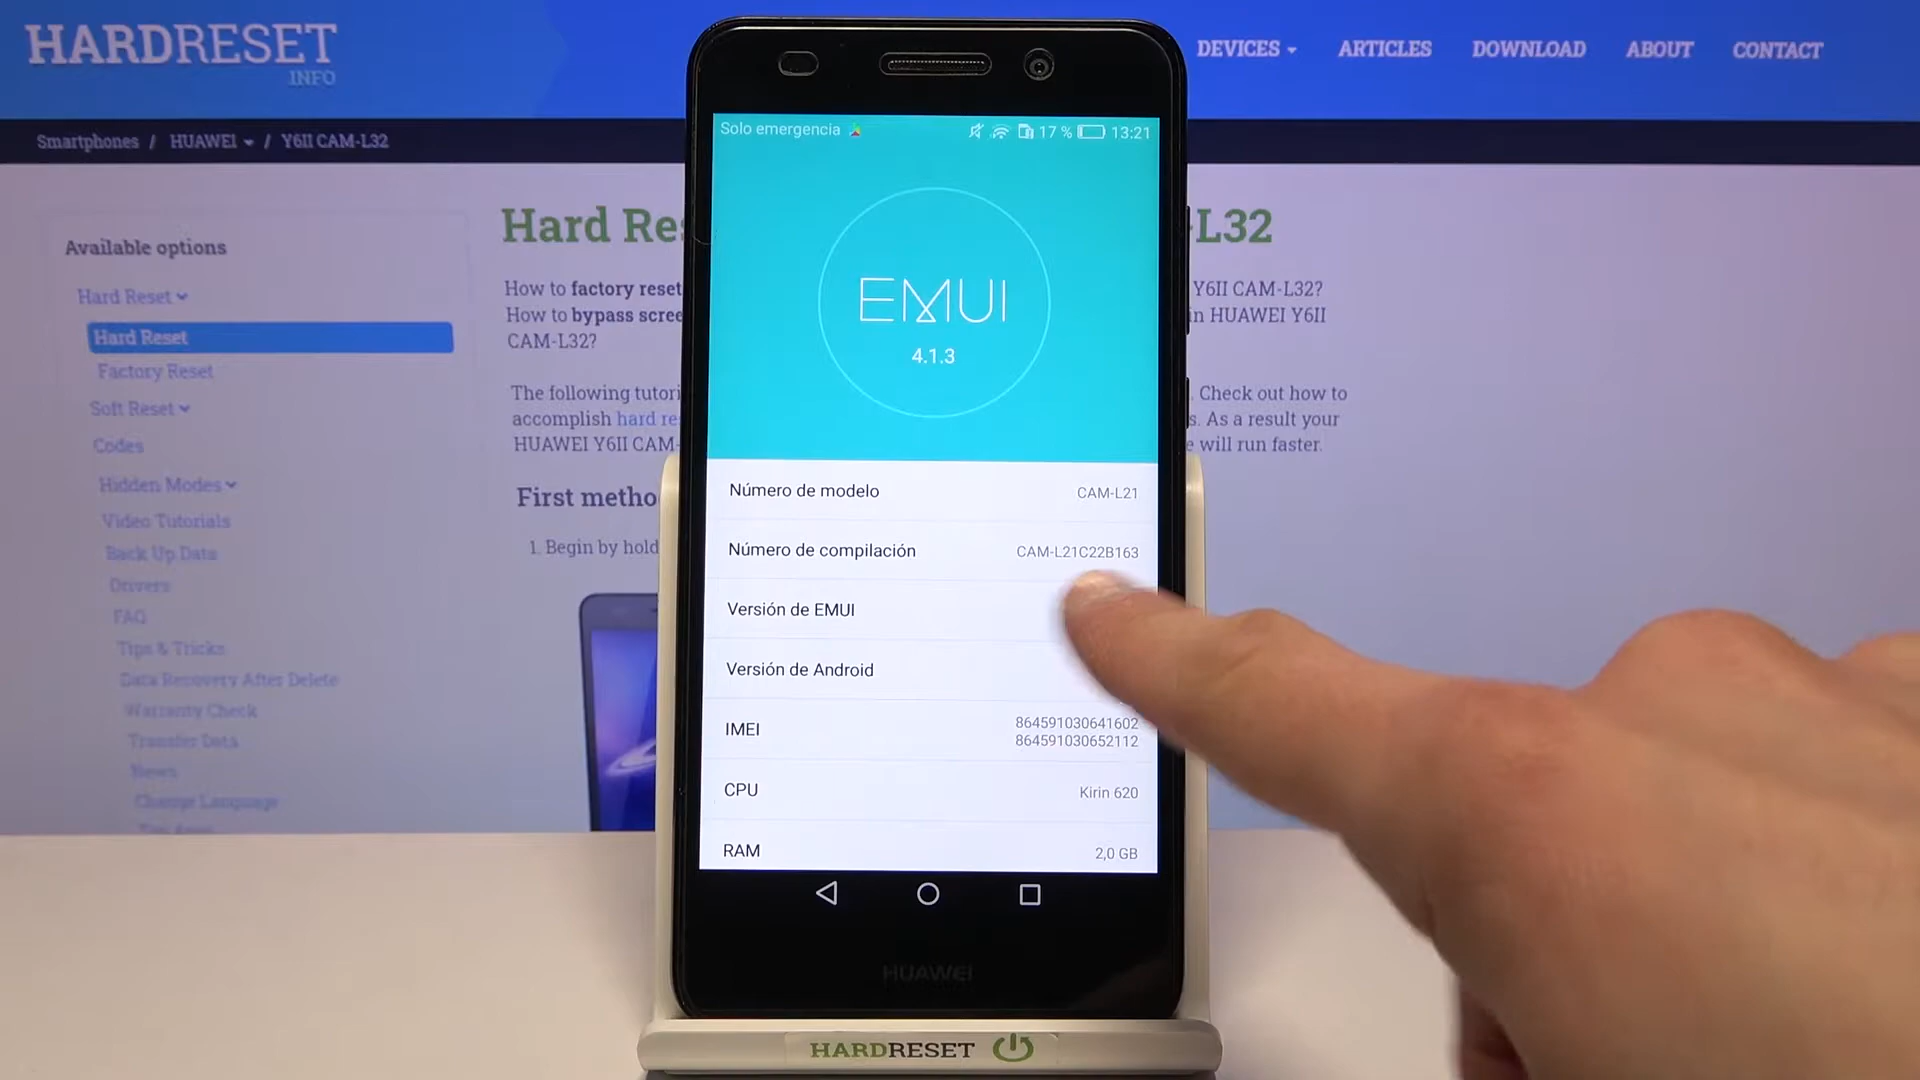 HARDRESET
.INFO
DEVICES
ARTICLES
DOWNLOAD
ABOUT
CONTACT
Smartphones / HUAWEI / Y6II CAM-L32
Available options
Hard Reset
Hard Reset
Factory Reset
Soft Reset
Codes
Hidden Modes
Video Tutorials
Back Up Data
Drivers
FAQ
Tips & Tricks
Data Recovery After Delete
Warranty Check
Transfer Data
News
Change Language
Hard -L32
How to factory reset Y6II CAM-L32?
How to bypass in HUAWEI Y6II
CAM-L32?
The following . Check out how to
accomplish hard s. As a result your
HUAWEI Y6II CAM- e will run faster.
First
1. Begin by hold
Solo emergencia 17 % 13:21
EMUI
4.1.3
Número de modelo CAM-L21
Número de compilación CAM-L21C22B163
Versión de EMUI
Versión de Android
IMEI 864591030641602
864591030652112
CPU Kirin 620
RAM 2,0 GB
HUAWEI
HARDRESET